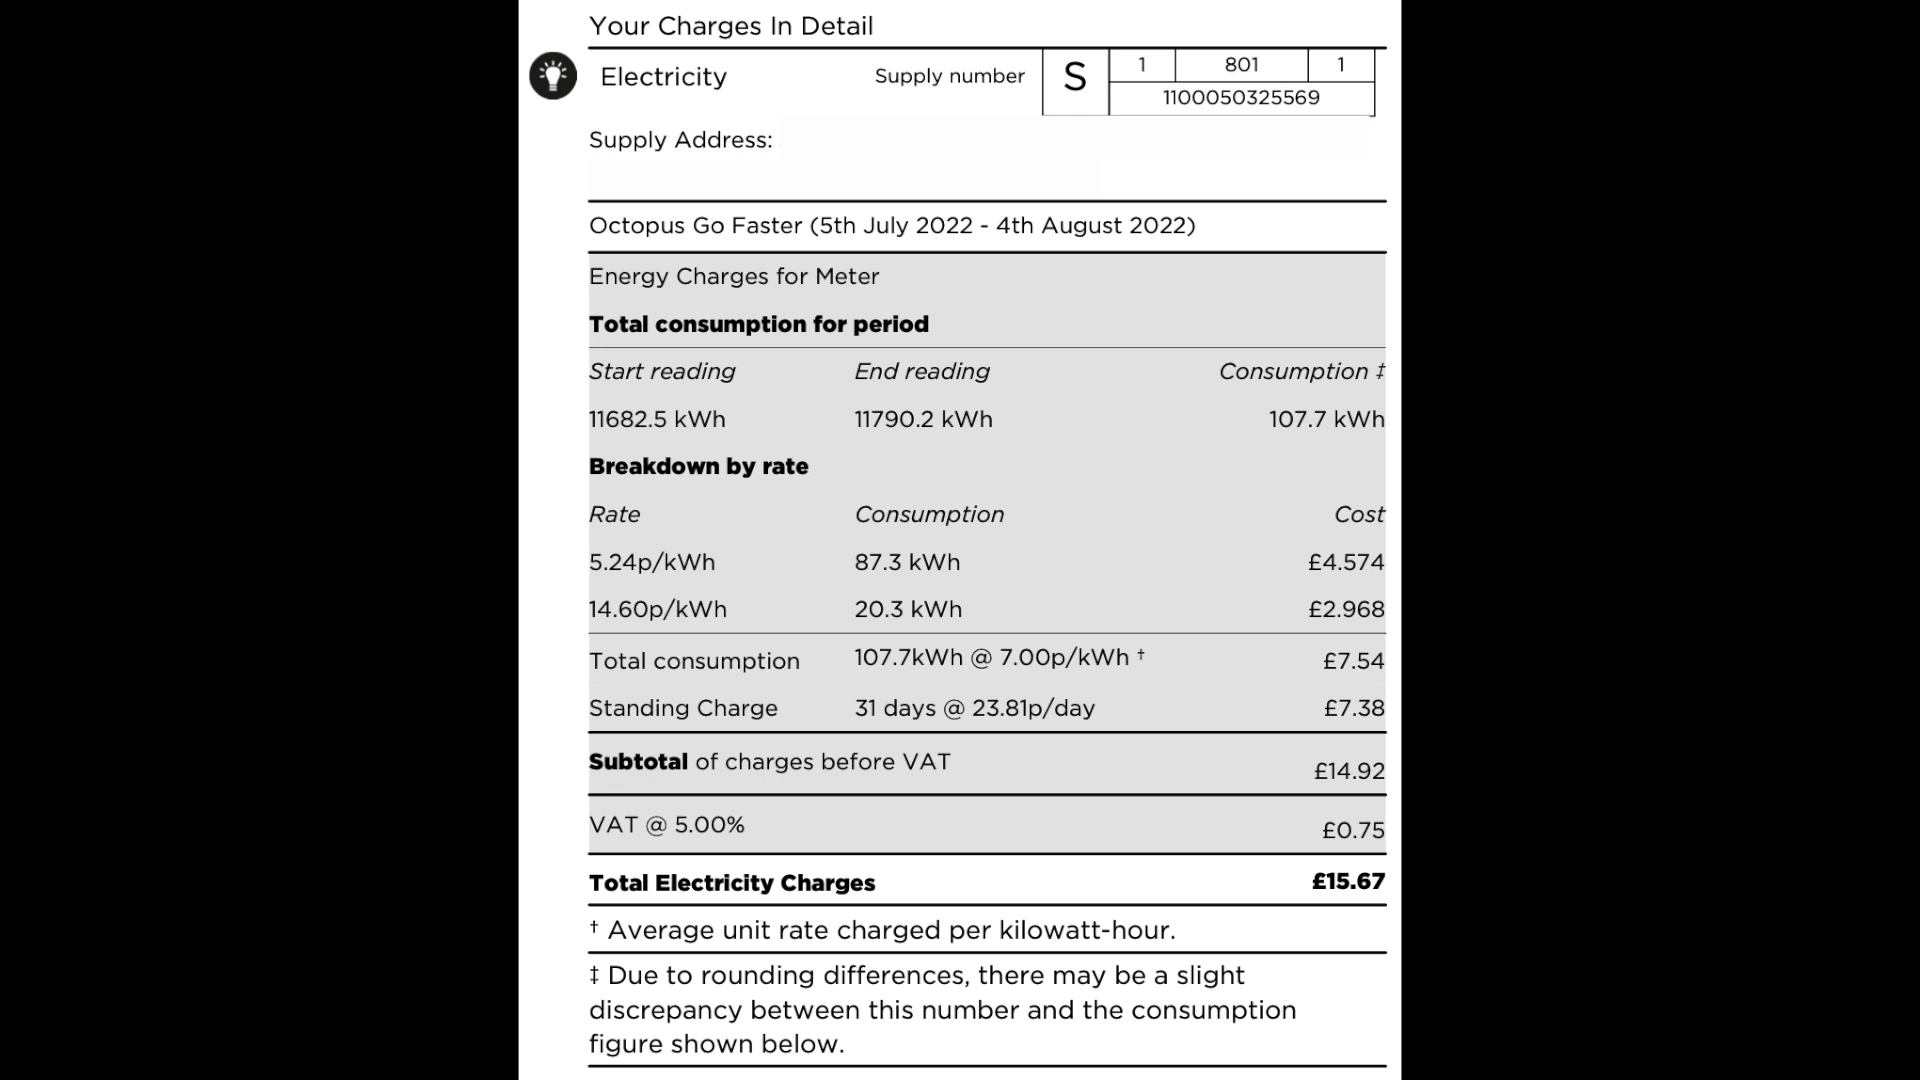 Your Charges In Detail
Electricity Supply number S 1 801 1
1100050325569
Supply Address:
Octopus Go Faster (5th July 2022 - 4th August 2022)
Energy Charges for Meter
Total consumption for period
Start reading End reading Consumption ‡
11682.5 kWh 11790.2 kWh 107.7 kWh
Breakdown by rate
Rate Consumption Cost
5.24p/kWh 87.3 kWh £4.574
14.60p/kWh 20.3 kWh £2.968
Total consumption 107.7kWh @ 7.00p/kWh † £7.54
Standing Charge 31 days @ 23.81p/day £7.38
Subtotal of charges before VAT £14.92
VAT @ 5.00% £0.75
Total Electricity Charges £15.67
† Average unit rate charged per kilowatt-hour.
‡ Due to rounding differences, there may be a slight
discrepancy between this number and the consumption
figure shown below.